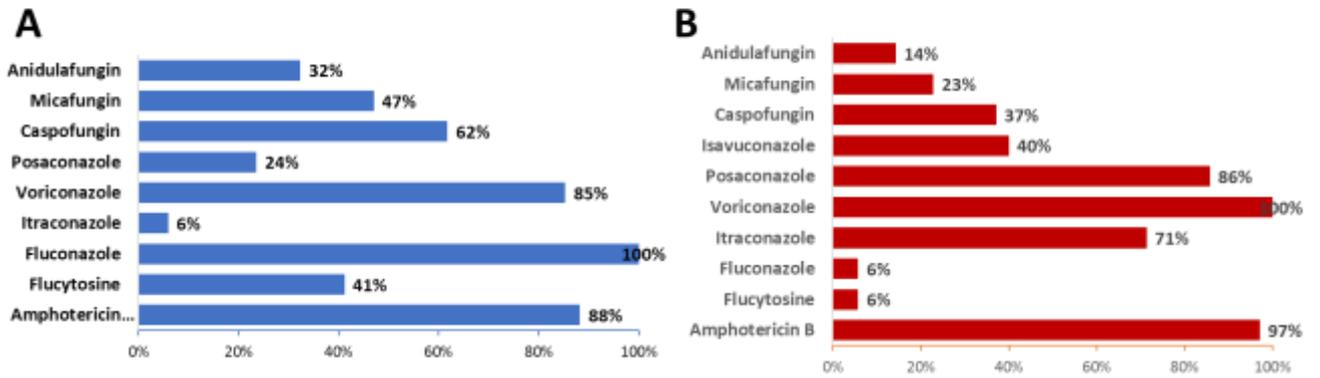 A
Anidulafungin 32%
Micafungin 47%
Caspofungin 62%
Posaconazole 24%
Voriconazole 85%
Itraconazole 6%
Fluconazole 100%
Flucytosine 41%
Amphotericin... 88%
0% 20% 40% 60% 80% 100%
B
Anidulafungin 14%
Micafungin 23%
Caspofungin 37%
Isavuconazole 40%
Posaconazole 86%
Voriconazole 100%
Itraconazole 71%
Fluconazole 6%
Flucytosine 6%
Amphotericin B 97%
0% 20% 40% 60% 80% 100%